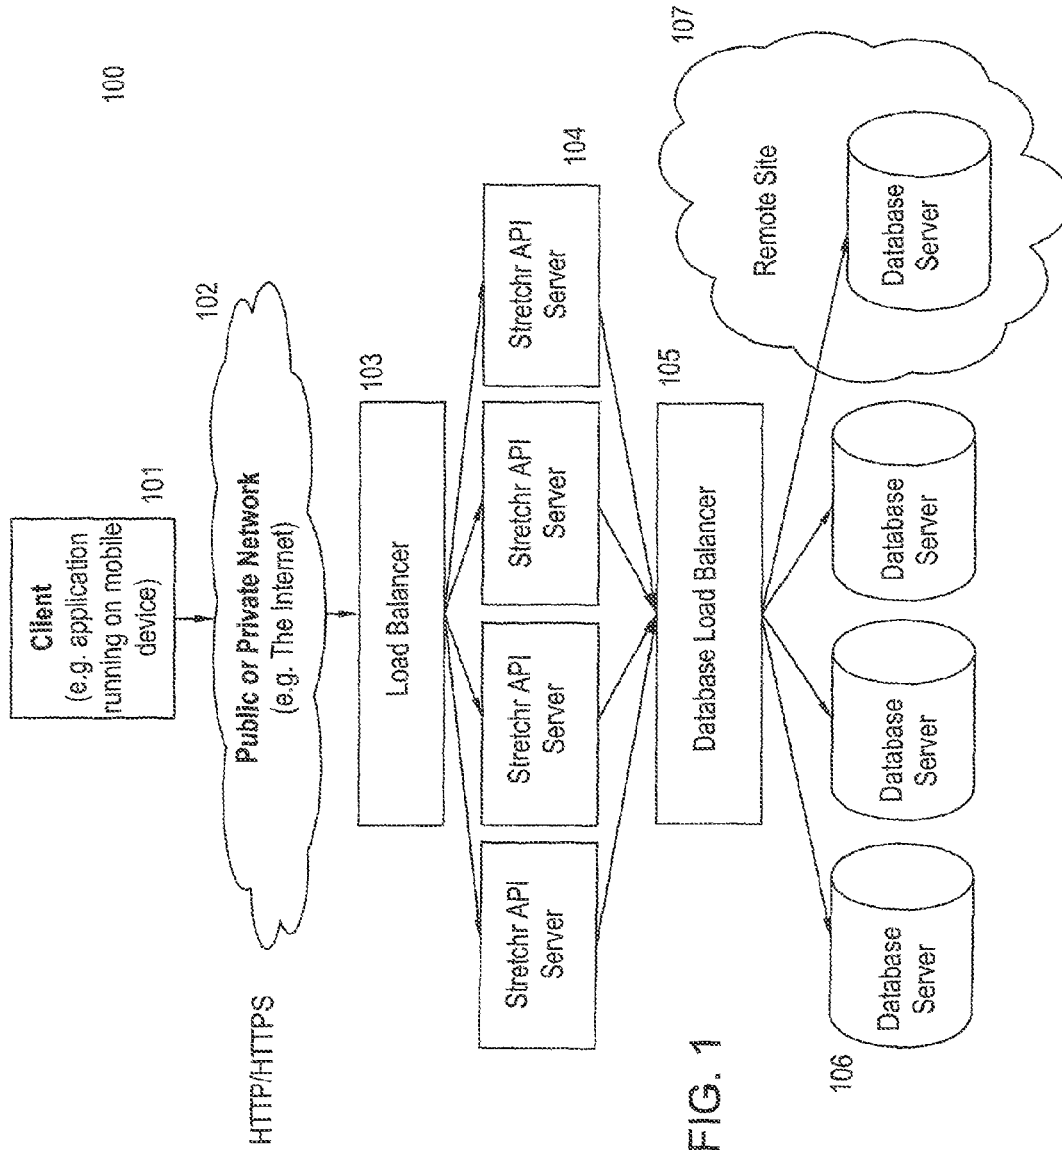 100
Client
(e.g. application
running on mobile
device)
101
HTTP/HTTPS
Public or Private Network
(e.g. The Internet)
102
Load Balancer
103
Stretchr API
Server
Stretchr API
Server
Stretchr API
Server
Stretchr API
Server
104
Database Load Balancer
105
Database
Server
Database
Server
Database
Server
106
Remote Site
Database
Server
107
FIG. 1